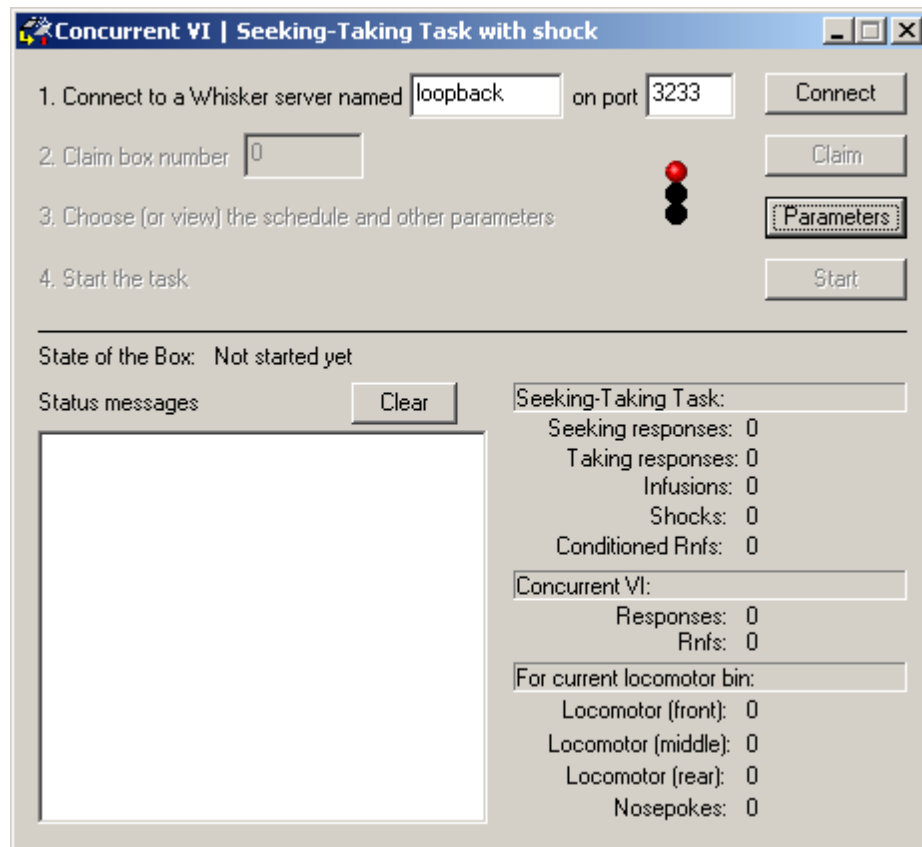 Concurrent VI | Seeking-Taking Task with shock
1. Connect to a Whisker server named loopback on port 3233 Connect
2. Claim box number 0 Claim
3. Choose (or view) the schedule and other parameters Parameters
4. Start the task Start
State of the Box: Not started yet
Status messages Clear
Seeking-Taking Task:
Seeking responses: 0
Taking responses: 0
Infusions: 0
Shocks: 0
Conditioned Rnfs: 0
Concurrent VI:
Responses: 0
Rnfs: 0
For current locomotor bin:
Locomotor (front): 0
Locomotor (middle): 0
Locomotor (rear): 0
Nosepokes: 0